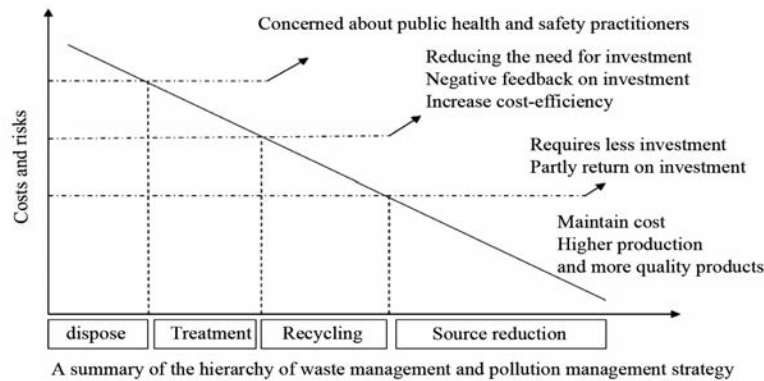 Concerned about public health and safety practitioners
Reducing the need for investment
Negative feedback on investment
Increase cost-efficiency
Requires less investment
Partly return on investment
Maintain cost
Higher production
and more quality products
Costs and risks
dispose
Treatment
Recycling
Source reduction
A summary of the hierarchy of waste management and pollution management strategy